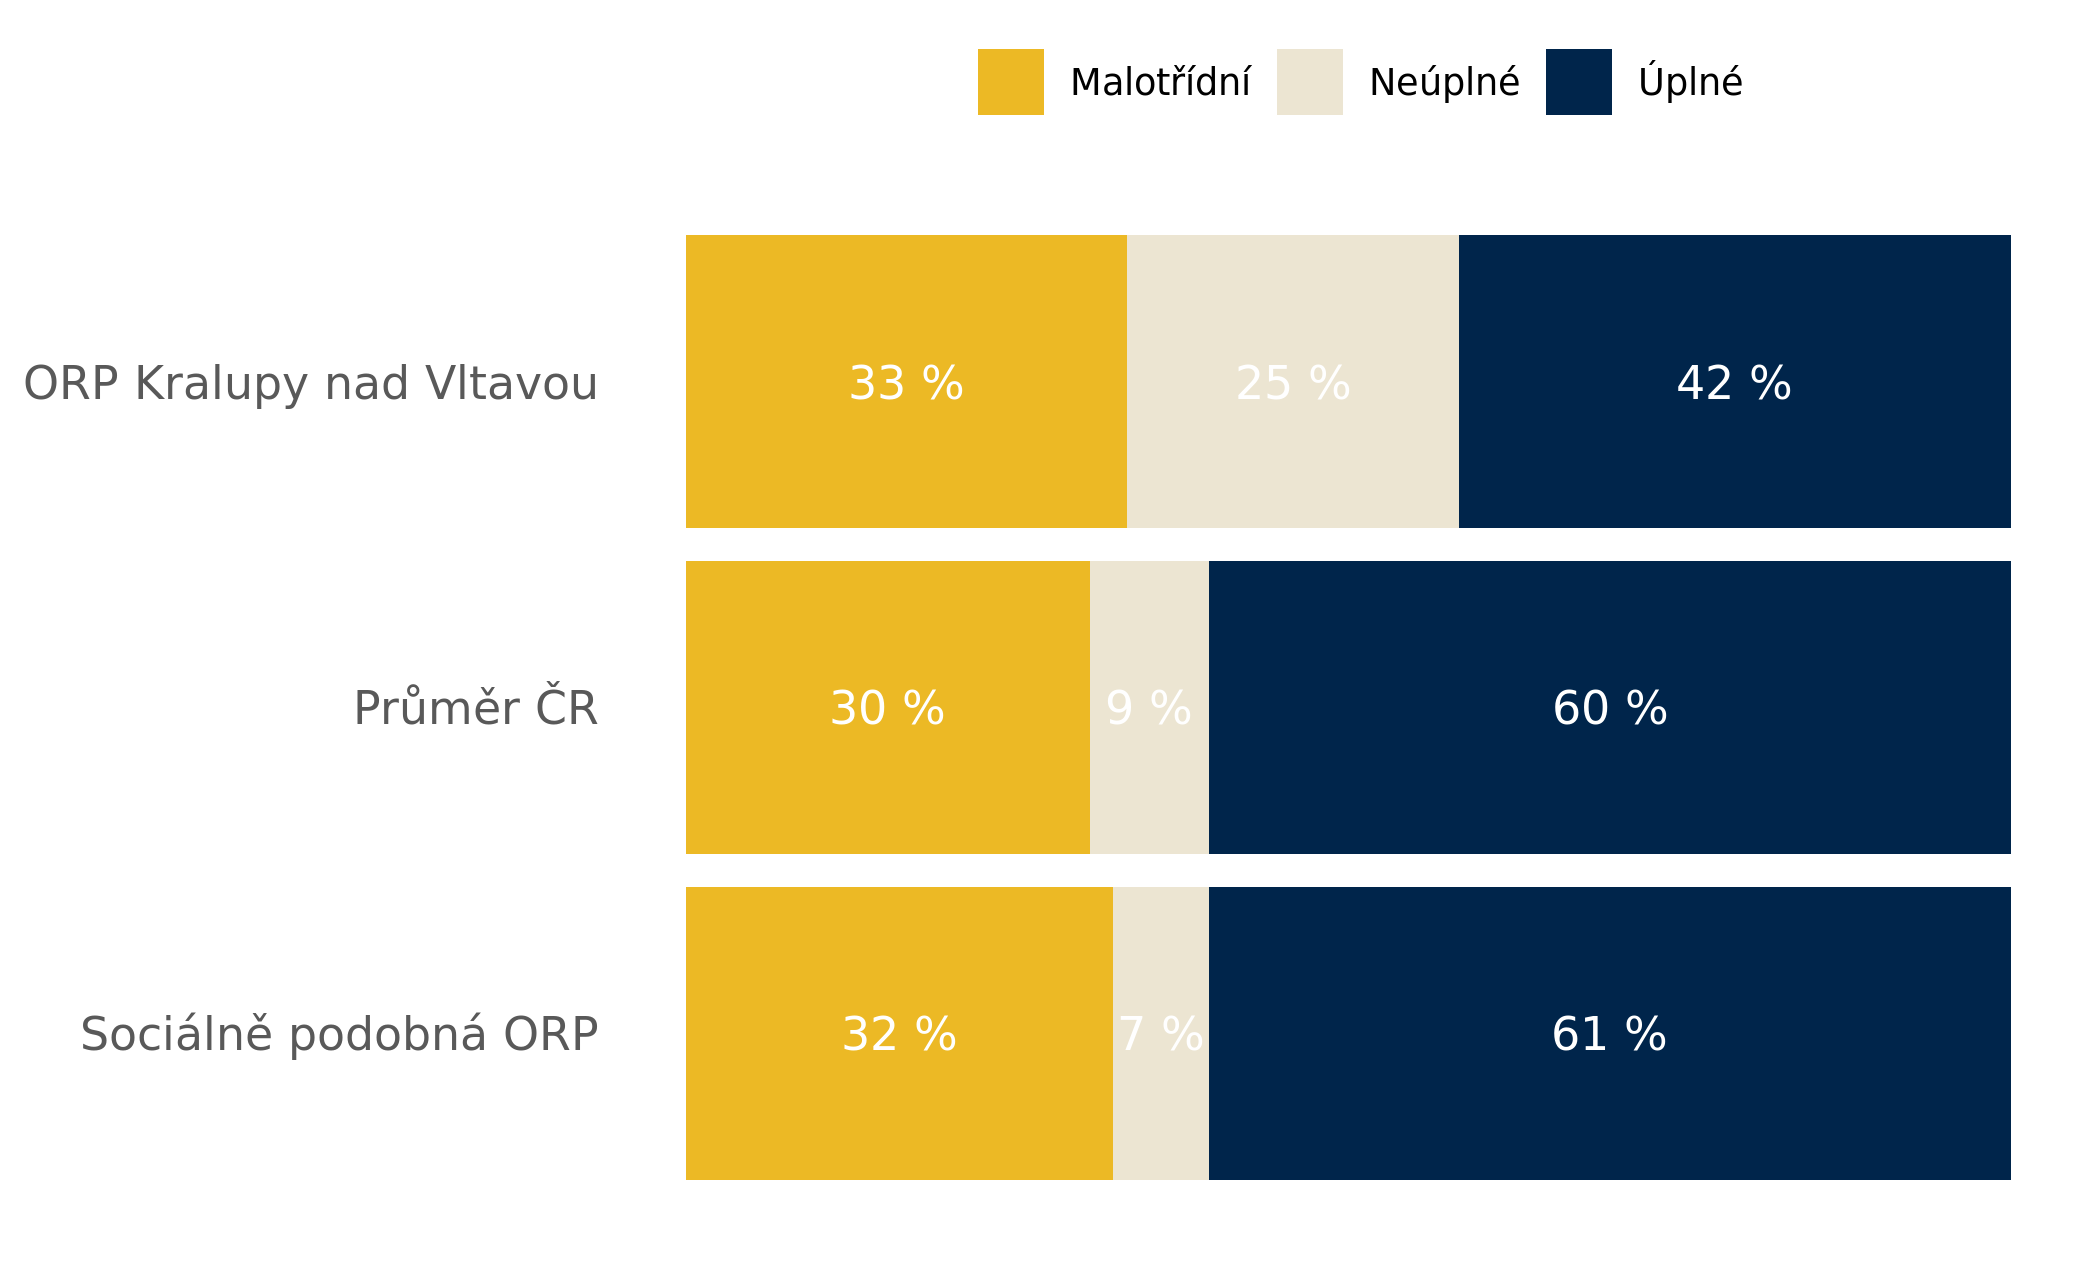 Malotřídní Neúplné Úplné
ORP Kralupy nad Vltavou 33 % 25 % 42 %
Průměr ČR 30 % 9 % 60 %
Sociálně podobná ORP 32 % 7 % 61 %